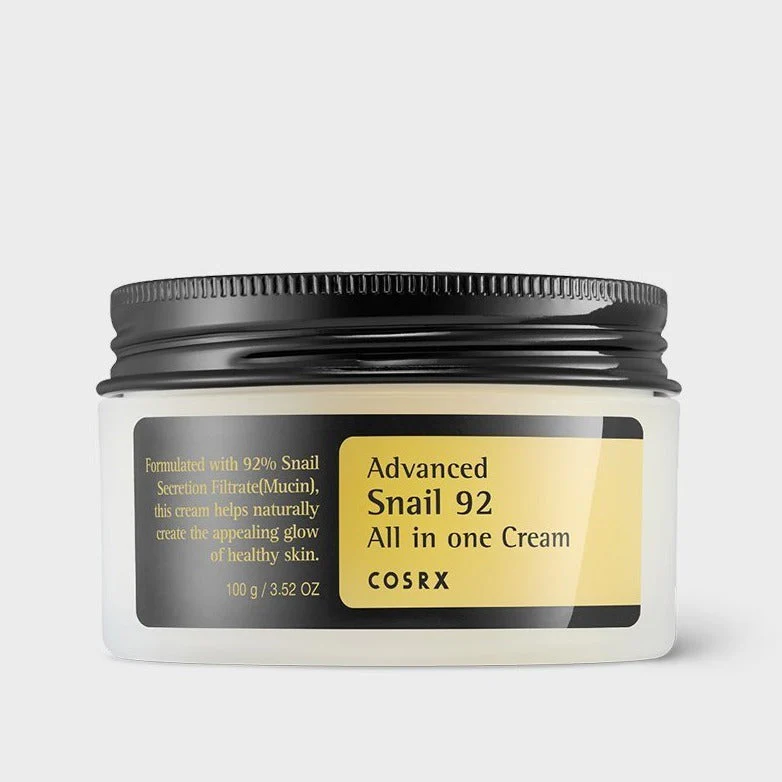 Formulated with 92% Snail
Secretion Filtrate(Mucin),
this cream helps naturally
create the appealing glow
of healthy skin.
100 g / 3.52 OZ
Advanced
Snail 92
All in one Cream
COSRX